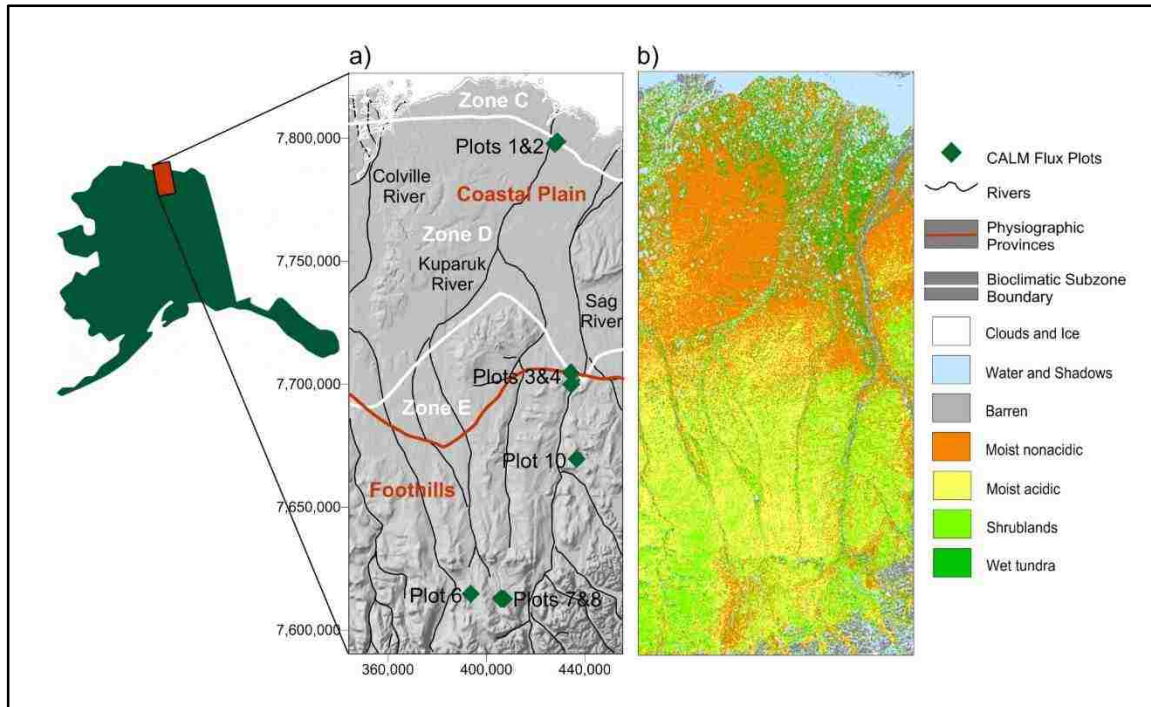 a)
b)
Zone C
7,800,000
Plots 1&2
Colville
River
Coastal Plain
Zone D
7,750,000
Kuparuk
River
Sag
River
7,700,000
Plots 3&4
Zone E
Plot 10
Foothills
7,650,000
Plot 6
Plots 7&8
7,600,000
360,000
400,000
440,000
CALM Flux Plots
Rivers
Physiographic
Provinces
Bioclimatic Subzone
Boundary
Clouds and Ice
Water and Shadows
Barren
Moist nonacidic
Moist acidic
Shrublands
Wet tundra